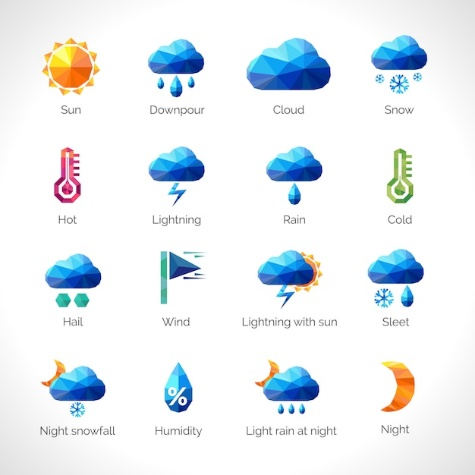 Sun
Downpour
Cloud
Snow
Hot
Lightning
Rain
Cold
Hail
Wind
Lightning with sun
Sleet
%
Night snowfall
Humidity
Light rain at night
Night